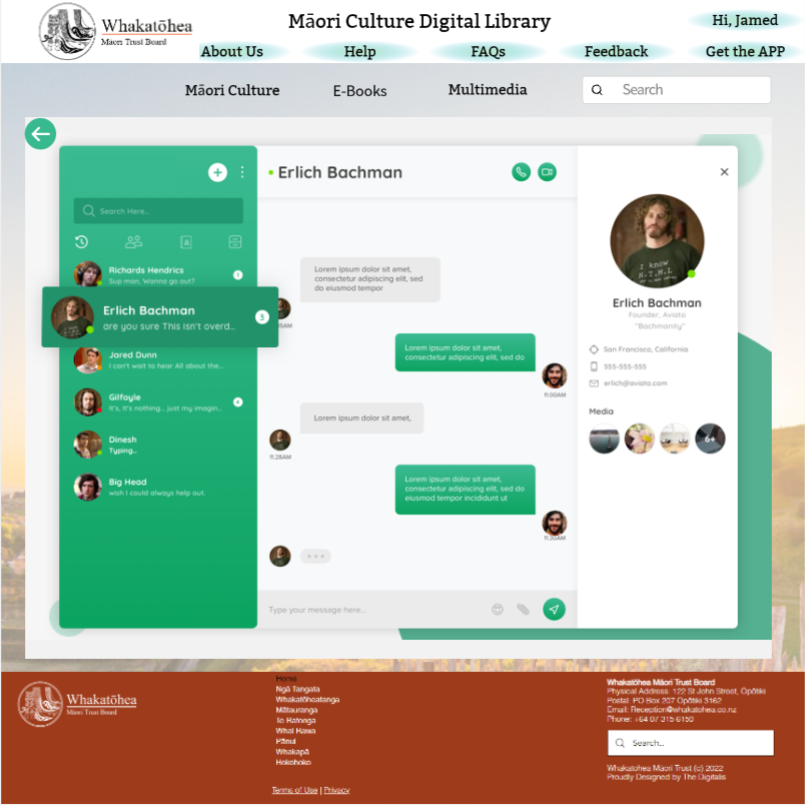 Whakatōhea
Māori Trust Board
Māori Culture Digital Library
Hi, Jamed
About Us
Help
FAQs
Feedback
Get the APP
Māori Culture
E-Books
Multimedia
Search
Search Here...
Richards Hendrics
Sup man, Wanna go out?
1
Erlich Bachman
are you sure This isn't overd...
3
Jared Dunn
I can't wait to hear All about the...
Gilfoyle
It's, It's nothing... just my imagin...
Dinesh
Typing..
Big Head
wish I could always help out.
Erlich Bachman
Lorem ipsum dolor sit amet,
consectetur adipiscing elit, sed
do eiusmod tempor
Lorem ipsum dolor sit amet,
consectetur adipiscing elit, sed do
11:00AM
Lorem ipsum dolor sit amet,
11.28AM
Lorem ipsum dolor sit amet,
consectetur adipiscing elit, sed do
eiusmod tempor incididunt ut
11.30AM
Type your message here...
I know
H.T.M.L
Erlich Bachman
Founder, Aviato
"Bachmanity"
San Francisco, California
555-555-555
erlich@aviato.com
Media
6+
Whakatōhea
Māori Trust Board
Home
Ngā Tangata
Whakatōheatanga
Mātauranga
Te Ratonga
What Rawa
Pānui
Whakapā
Hokohoko
Terms of Use | Privacy
Whakatōhea Māori Trust Board
Physical Address: 122 St John Street, Ōpōtiki
Postal: PO Box 207 Ōpōtiki 3162
Email: Reception@whakatohea.co.nz
Phone: +64 07 315 6150
Search...
Whakatōhea Māori Trust (c) 2022
Proudly Designed by The Digitalis